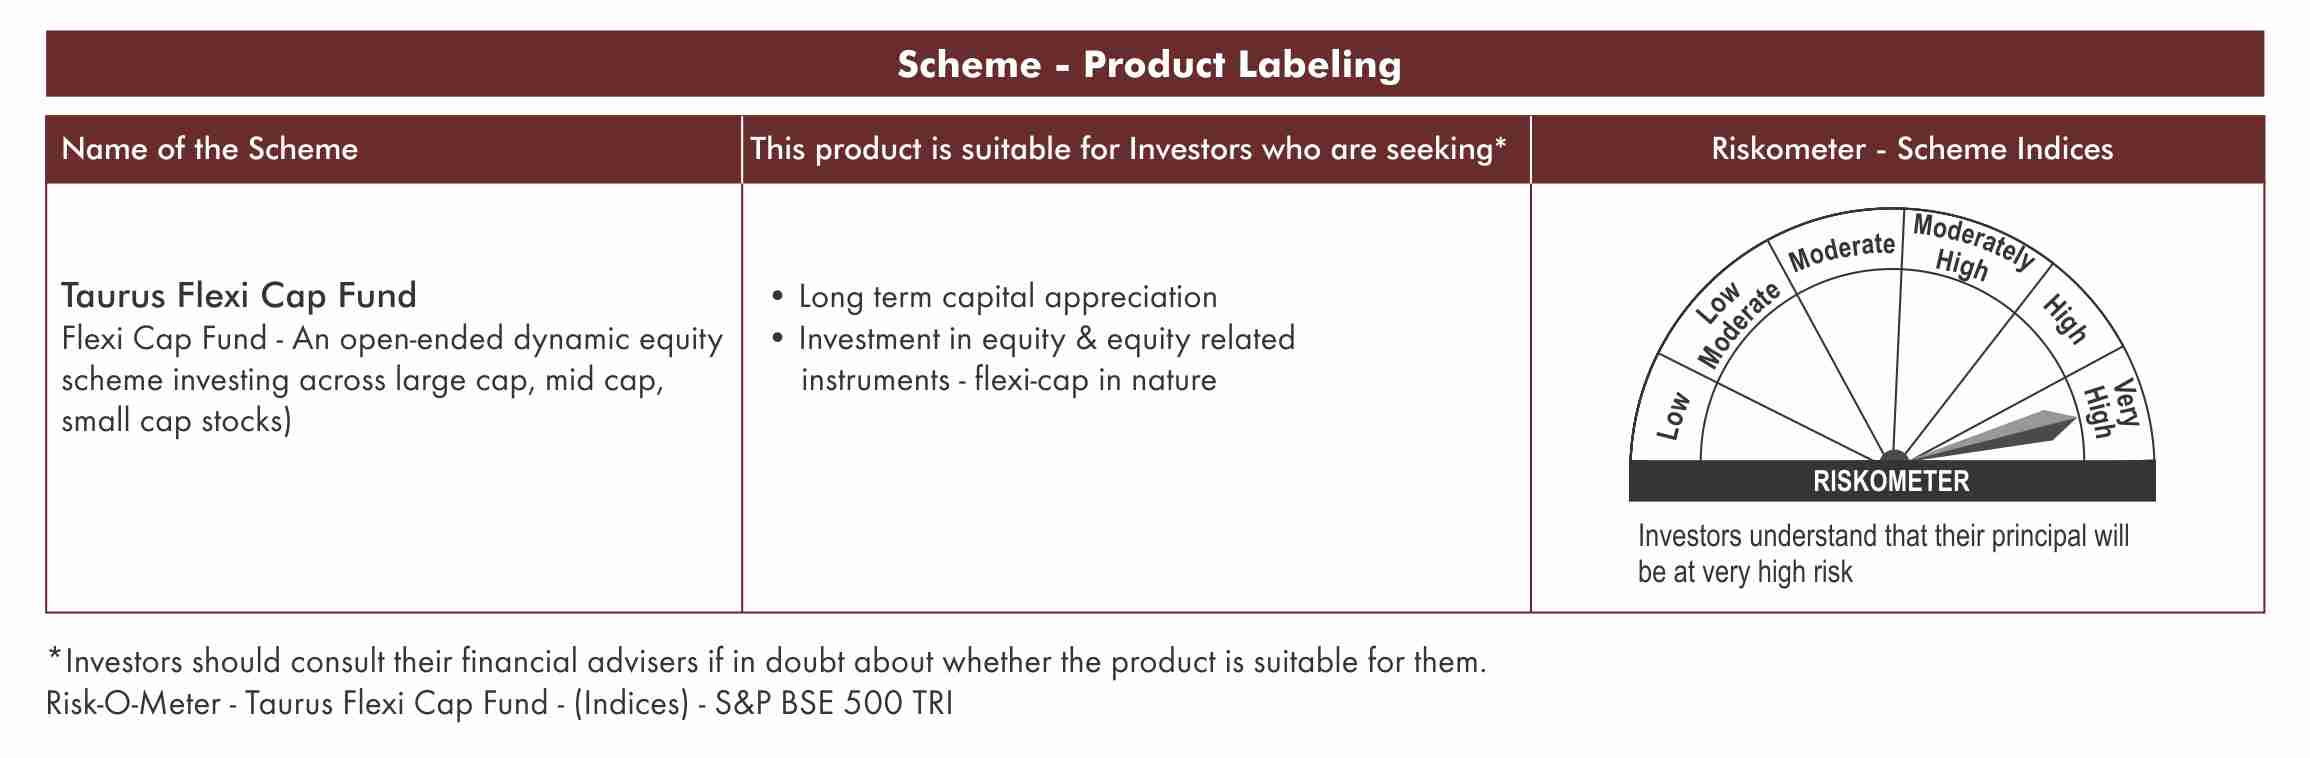 Scheme - Product Labeling
Name of the Scheme
This product is suitable for Investors who are seeking*
Riskometer - Scheme Indices
Taurus Flexi Cap Fund
Flexi Cap Fund - An open-ended dynamic equity
scheme investing across large cap, mid cap,
small cap stocks)
• Long term capital appreciation
• Investment in equity & equity related
instruments - flexi-cap in nature
Low
Low
Moderate
Moderate
Moderately
High
High
Very
High
RISKOMETER
Investors understand that their principal will
be at very high risk
*Investors should consult their financial advisers if in doubt about whether the product is suitable for them.
Risk-O-Meter - Taurus Flexi Cap Fund - (Indices) - S&P BSE 500 TRI